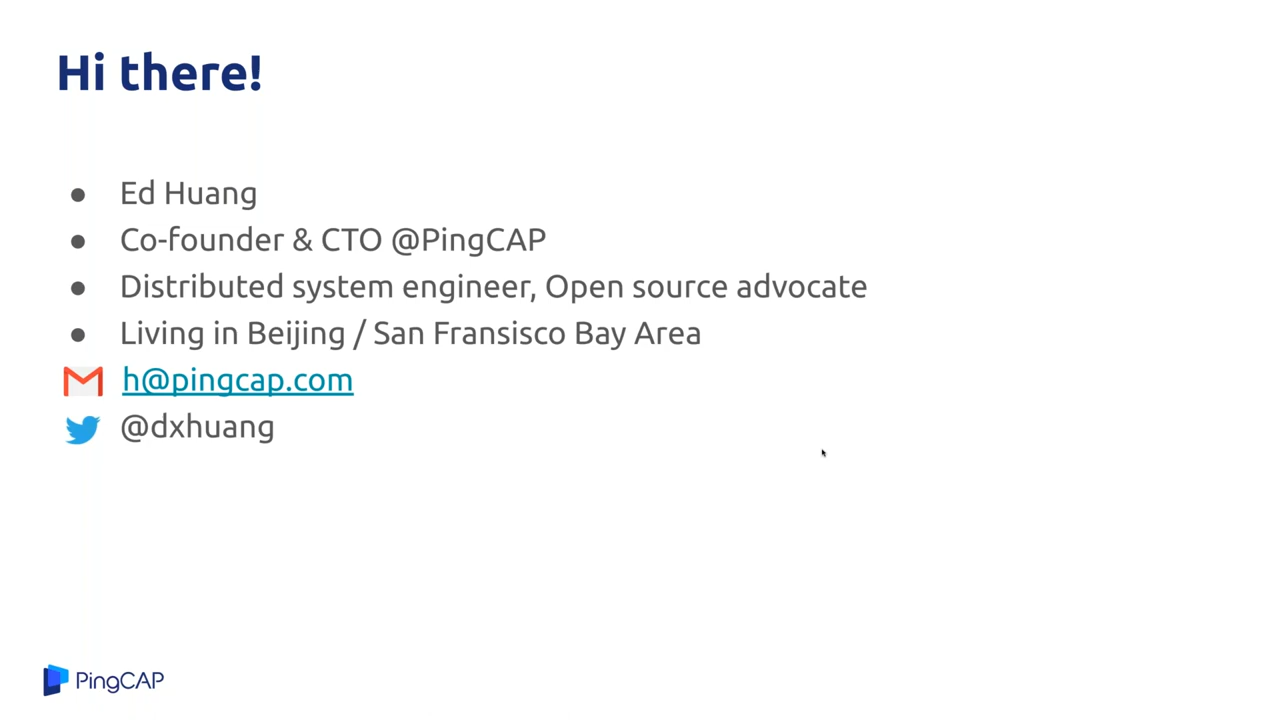 Hi there!
● Ed Huang
● Co-founder & CTO @PingCAP
● Distributed system engineer, Open source advocate
● Living in Beijing / San Fransisco Bay Area
h@pingcap.com
@dxhuang
PingCAP